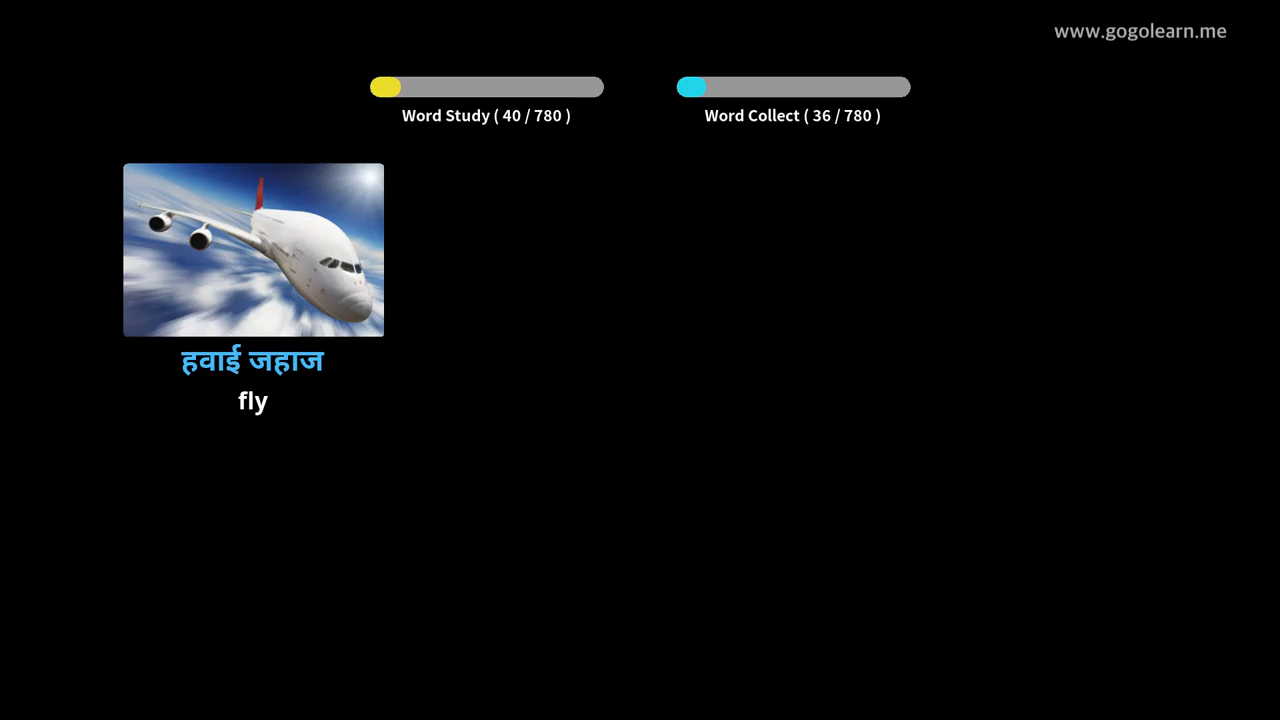 www.gogolearn.me
Word Study ( 40 / 780 )
Word Collect ( 36 / 780 )
हवाई जहाज
fly